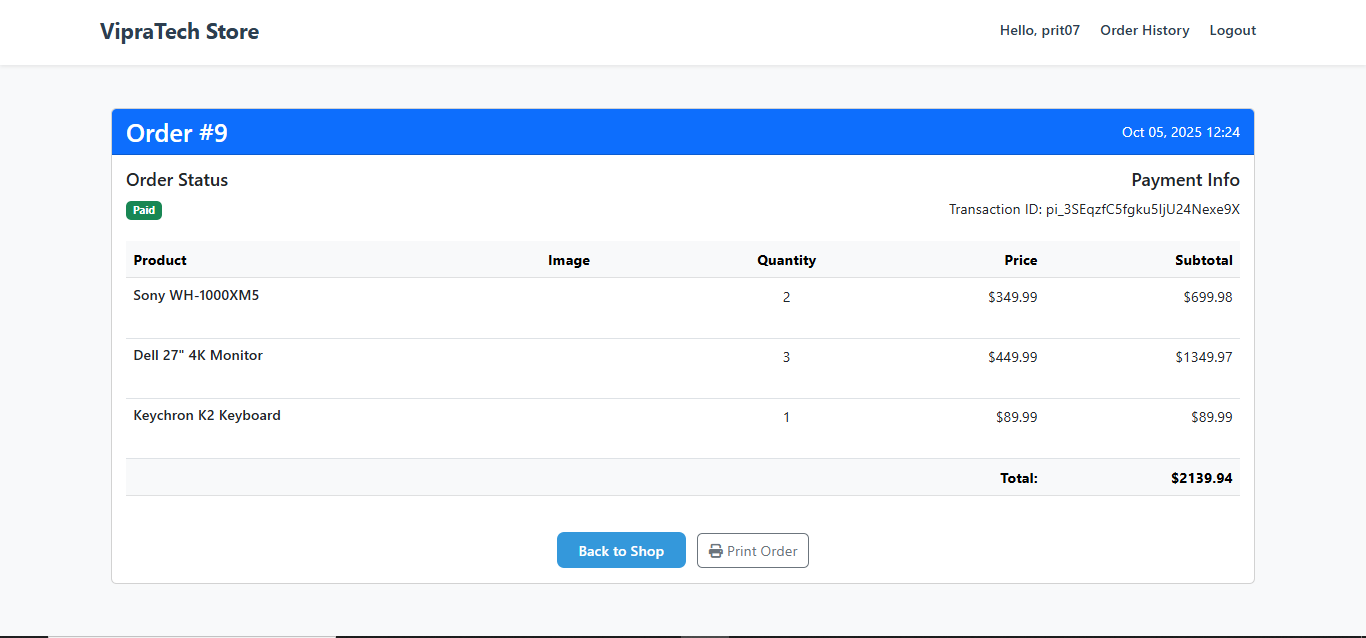 VipraTech Store
Hello, prit07 Order History Logout
Order #9 Oct 05, 2025 12:24
Order Status Payment Info
Paid Transaction ID: pi_3SEqzfC5fgku5IjU24Nexe9X
Product Image Quantity Price Subtotal
Sony WH-1000XM5 2 $349.99 $699.98
Dell 27" 4K Monitor 3 $449.99 $1349.97
Keychron K2 Keyboard 1 $89.99 $89.99
Total: $2139.94
Back to Shop Print Order